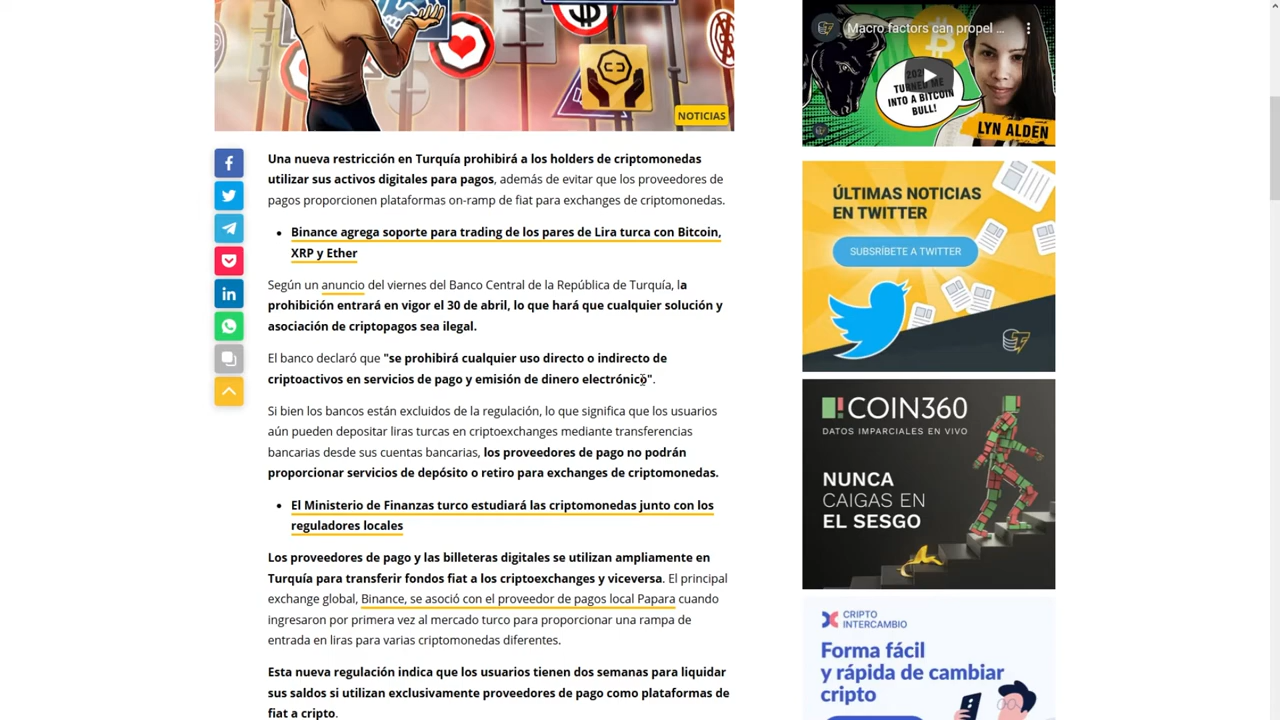 NOTICIAS
Una nueva restricción en Turquía prohibirá a los holders de criptomonedas
utilizar sus activos digitales para pagos, además de evitar que los proveedores de
pagos proporcionen plataformas on-ramp de fiat para exchanges de criptomonedas.
Binance agrega soporte para trading de los pares de Lira turca con Bitcoin,
XRP y Ether
Según un anuncio del viernes del Banco Central de la República de Turquía, la
prohibición entrará en vigor el 30 de abril, lo que hará que cualquier solución y
asociación de criptopagos sea ilegal.
El banco declaró que "se prohibirá cualquier uso directo o indirecto de
criptoactivos en servicios de pago y emisión de dinero electrónico".
Si bien los bancos están excluidos de la regulación, lo que significa que los usuarios
aún pueden depositar liras turcas en criptoexchanges mediante transferencias
bancarias desde sus cuentas bancarias, los proveedores de pago no podrán
proporcionar servicios de depósito o retiro para exchanges de criptomonedas.
El Ministerio de Finanzas turco estudiará las criptomonedas junto con los
reguladores locales
Los proveedores de pago y las billeteras digitales se utilizan ampliamente en
Turquía para transferir fondos fiat a los criptoexchanges y viceversa. El principal
exchange global, Binance, se asoció con el proveedor de pagos local Papara cuando
ingresaron por primera vez al mercado turco para proporcionar una rampa de
entrada en liras para varias criptomonedas diferentes.
Esta nueva regulación indica que los usuarios tienen dos semanas para liquidar
sus saldos si utilizan exclusivamente proveedores de pago como plataformas de
fiat a cripto.
Macro factors can propel ...
TURNED ME
INTO A BITCOIN
BULL!
LYN ALDEN
ÚLTIMAS NOTICIAS
EN TWITTER
SUBSRÍBETE A TWITTER
COIN360
DATOS IMPARCIALES EN VIVO
NUNCA
CAIGAS EN
EL SESGO
CRIPTO
INTERCAMBIO
Forma fácil
y rápida de cambiar
cripto